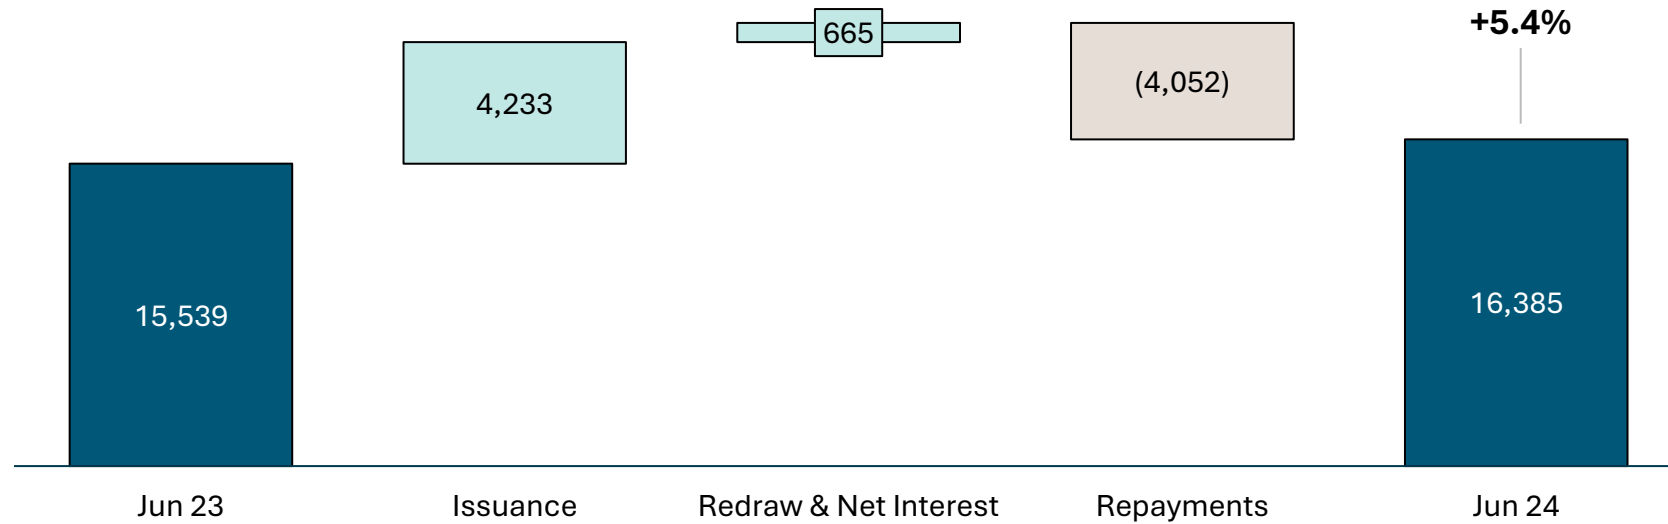 665
+5.4%
4,233
(4,052)
15,539
16,385
Jun 23
Issuance
Redraw & Net Interest
Repayments
Jun 24